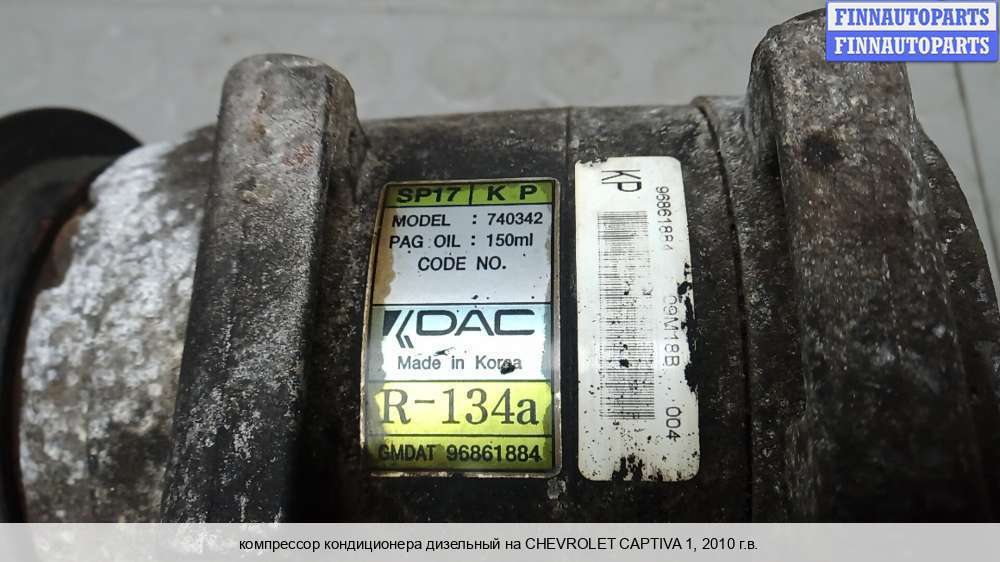 FINNAUTOPARTS
FINNAUTOPARTS
SP17 K P
MODEL : 740342
PAG OIL : 150ml
CODE NO.
DAC
Made in Korea
R-134a
GMDAT 96861884
KP
96861884 09M18B 004
компрессор кондиционера дизельный на CHEVROLET CAPTIVA 1, 2010 г.в.